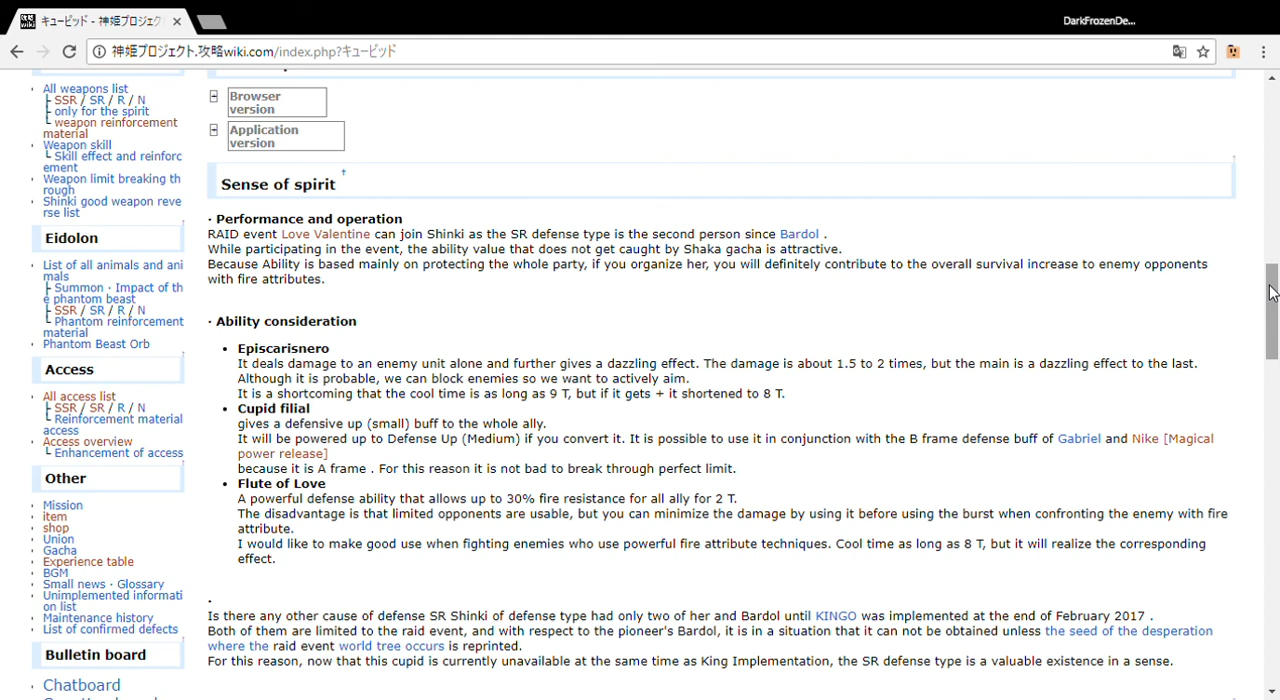 キューピッド - 神姫プロジェク
DarkFrozenDe...
神姫プロジェクト.攻略wiki.com/index.php?キューピッド
All weapons list
SSR / SR / R / N
only for the spirit
weapon reinforcement
material
Weapon skill
Skill effect and reinforc
ement
Weapon limit breaking th
rough
Shinki good weapon reve
rse list
Eidolon
List of all animals and ani
mals
Summon · Impact of th
e phantom beast
SSR / SR / R / N
Phantom reinforcement
material
Phantom Beast Orb
Access
All access list
SSR / SR / R / N
Reinforcement material
access
Access overview
Enhancement of access
Other
Mission
item
shop
Union
Gacha
Experience table
BGM
Small news · Glossary
Unimplemented informati
on list
Maintenance history
List of confirmed defects
Bulletin board
Chatboard
Browser
version
Application
version
Sense of spirit †
· Performance and operation
RAID event Love Valentine can join Shinki as the SR defense type is the second person since Bardol .
While participating in the event, the ability value that does not get caught by Shaka gacha is attractive.
Because Ability is based mainly on protecting the whole party, if you organize her, you will definitely contribute to the overall survival increase to enemy opponents
with fire attributes.
· Ability consideration
• Episcarisnero
It deals damage to an enemy unit alone and further gives a dazzling effect. The damage is about 1.5 to 2 times, but the main is a dazzling effect to the last.
Although it is probable, we can block enemies so we want to actively aim.
It is a shortcoming that the cool time is as long as 9 T, but if it gets + it shortened to 8 T.
• Cupid filial
gives a defensive up (small) buff to the whole ally.
It will be powered up to Defense Up (Medium) if you convert it. It is possible to use it in conjunction with the B frame defense buff of Gabriel and Nike [Magical
power release]
because it is A frame . For this reason it is not bad to break through perfect limit.
• Flute of Love
A powerful defense ability that allows up to 30% fire resistance for all ally for 2 T.
The disadvantage is that limited opponents are usable, but you can minimize the damage by using it before using the burst when confronting the enemy with fire
attribute.
I would like to make good use when fighting enemies who use powerful fire attribute techniques. Cool time as long as 8 T, but it will realize the corresponding
effect.
·
Is there any other cause of defense SR Shinki of defense type had only two of her and Bardol until KINGO was implemented at the end of February 2017 .
Both of them are limited to the raid event, and with respect to the pioneer's Bardol, it is in a situation that it can not be obtained unless the seed of the desperation
where the raid event world tree occurs is reprinted.
For this reason, now that this cupid is currently unavailable at the same time as King Implementation, the SR defense type is a valuable existence in a sense.